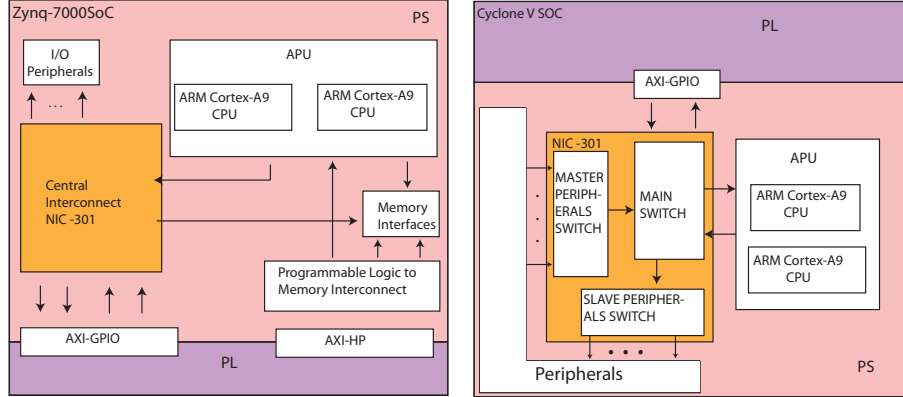 Zynq-7000SoC
PS
I/O
Peripherals
...
APU
ARM Cortex-A9
CPU
ARM Cortex-A9
CPU
Central
Interconnect
NIC -301
Memory
Interfaces
Programmable Logic to
Memory Interconnect
AXI-GPIO
AXI-HP
PL
Cyclone V SOC
PL
AXI-GPIO
NIC -301
MASTER
PERIPH-
ERALS
SWITCH
MAIN
SWITCH
APU
ARM Cortex-A9
CPU
ARM Cortex-A9
CPU
SLAVE PERIPHER-
ALS SWITCH
Peripherals
PS